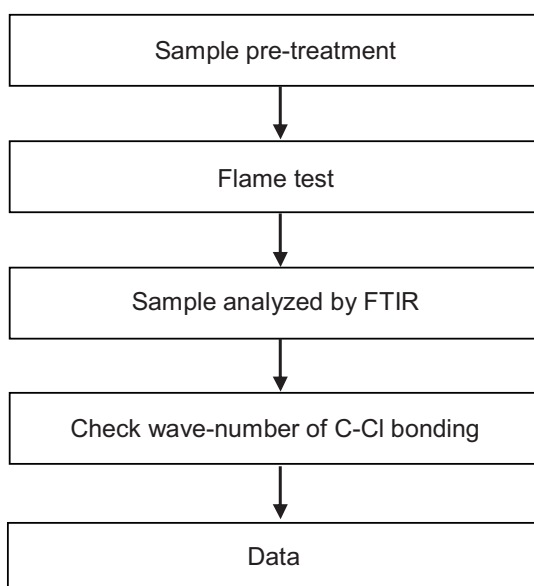 Sample pre-treatment
Flame test
Sample analyzed by FTIR
Check wave-number of C-Cl bonding
Data